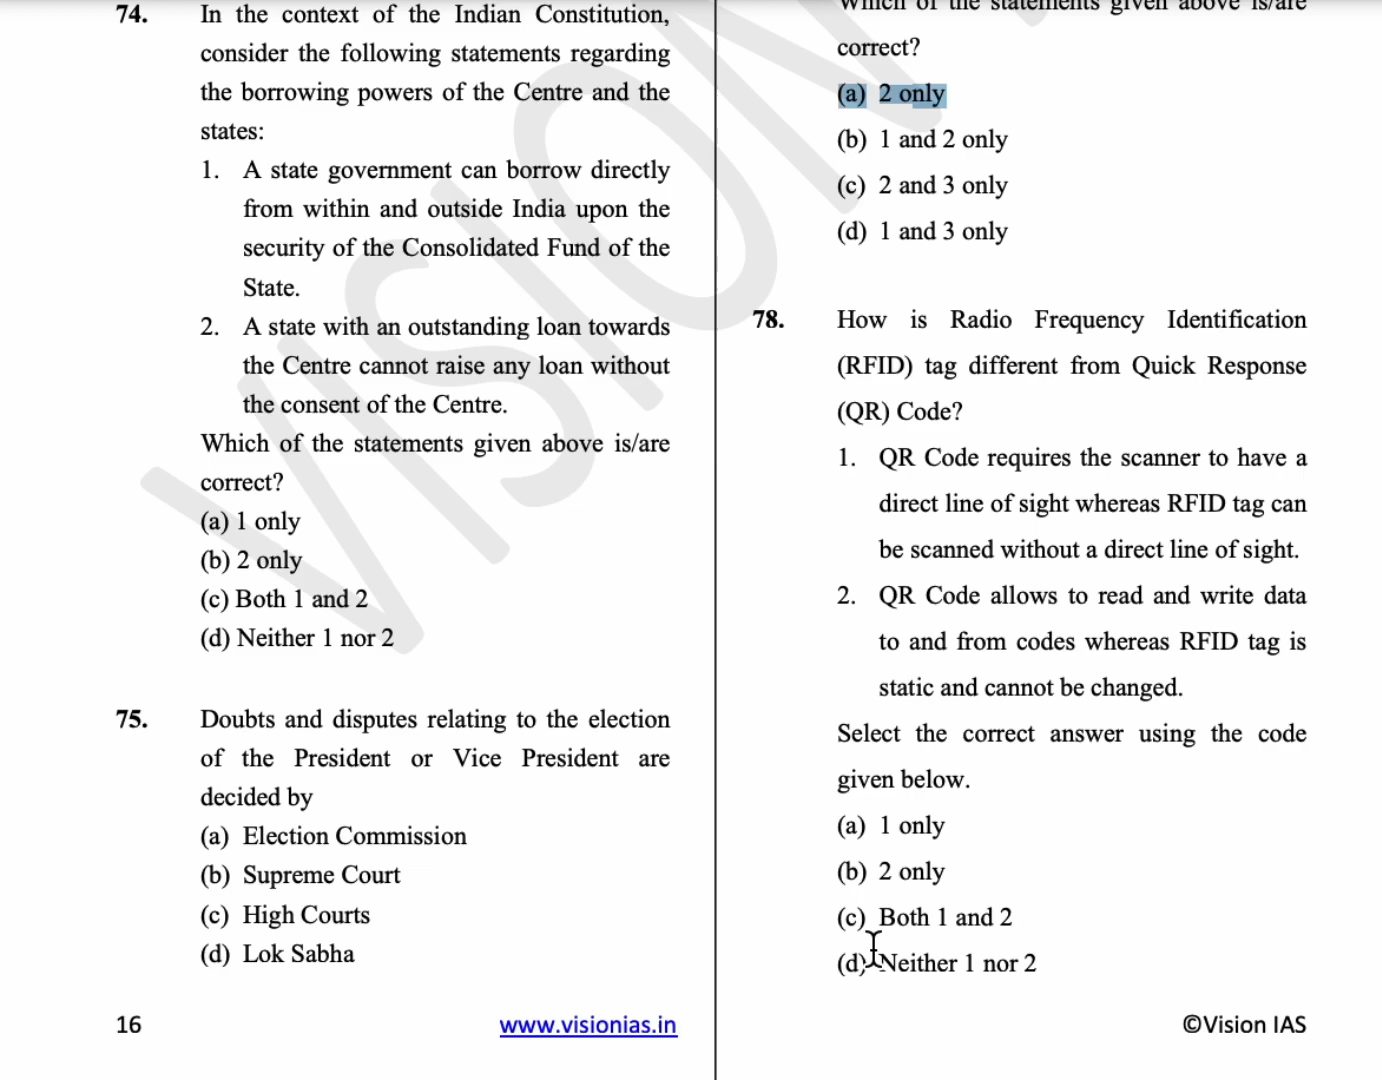 74. In the context of the Indian Constitution,
consider the following statements regarding
the borrowing powers of the Centre and the
states:
1. A state government can borrow directly
from within and outside India upon the
security of the Consolidated Fund of the
State.
2. A state with an outstanding loan towards
the Centre cannot raise any loan without
the consent of the Centre.
Which of the statements given above is/are
correct?
(a) 1 only
(b) 2 only
(c) Both 1 and 2
(d) Neither 1 nor 2
75. Doubts and disputes relating to the election
of the President or Vice President are
decided by
(a) Election Commission
(b) Supreme Court
(c) High Courts
(d) Lok Sabha
Which of the statements given above is/are
correct?
(a) 2 only
(b) 1 and 2 only
(c) 2 and 3 only
(d) 1 and 3 only
78. How is Radio Frequency Identification
(RFID) tag different from Quick Response
(QR) Code?
1. QR Code requires the scanner to have a
direct line of sight whereas RFID tag can
be scanned without a direct line of sight.
2. QR Code allows to read and write data
to and from codes whereas RFID tag is
static and cannot be changed.
Select the correct answer using the code
given below.
(a) 1 only
(b) 2 only
(c) Both 1 and 2
(d) Neither 1 nor 2
16 www.visionias.in ©Vision IAS
VISION